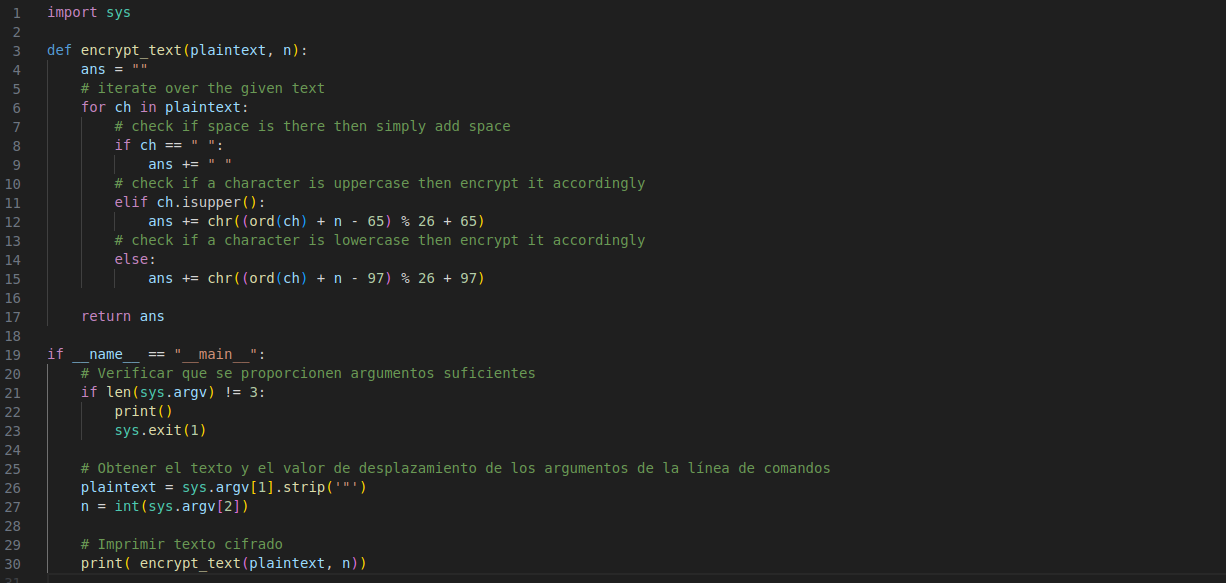 1 import sys
2
3 def encrypt_text(plaintext, n):
4     ans = ""
5     # iterate over the given text
6     for ch in plaintext:
7         # check if space is there then simply add space
8         if ch == " ":
9             ans += " "
10         # check if a character is uppercase then encrypt it accordingly
11         elif ch.isupper():
12             ans += chr((ord(ch) + n - 65) % 26 + 65)
13         # check if a character is lowercase then encrypt it accordingly
14         else:
15             ans += chr((ord(ch) + n - 97) % 26 + 97)
16
17     return ans
18
19 if __name__ == "__main__":
20     # Verificar que se proporcionen argumentos suficientes
21     if len(sys.argv) != 3:
22         print()
23         sys.exit(1)
24
25     # Obtener el texto y el valor de desplazamiento de los argumentos de la línea de comandos
26     plaintext = sys.argv[1].strip('"')
27     n = int(sys.argv[2])
28
29     # Imprimir texto cifrado
30     print( encrypt_text(plaintext, n))
31